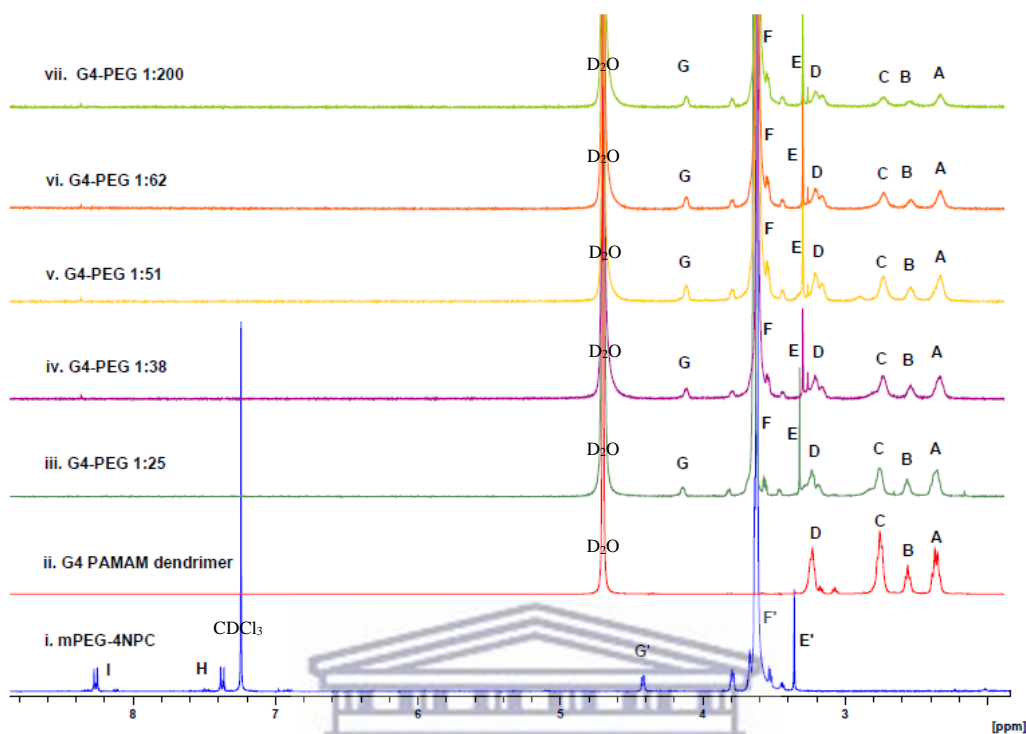 F
E
D
C
B
A
G
D₂O
vii. G4-PEG 1:200
F
E
D
C
B
A
G
D₂O
vi. G4-PEG 1:62
F
E
D
C
B
A
G
D₂O
v. G4-PEG 1:51
F
E
D
C
B
A
G
D₂O
iv. G4-PEG 1:38
F
E
D
C
B
A
G
D₂O
iii. G4-PEG 1:25
D
C
B
A
D₂O
ii. G4 PAMAM dendrimer
CDCl₃
i. mPEG-4NPC
I
H
G'
F'
E'
8 7 6 5 4 3 [ppm]